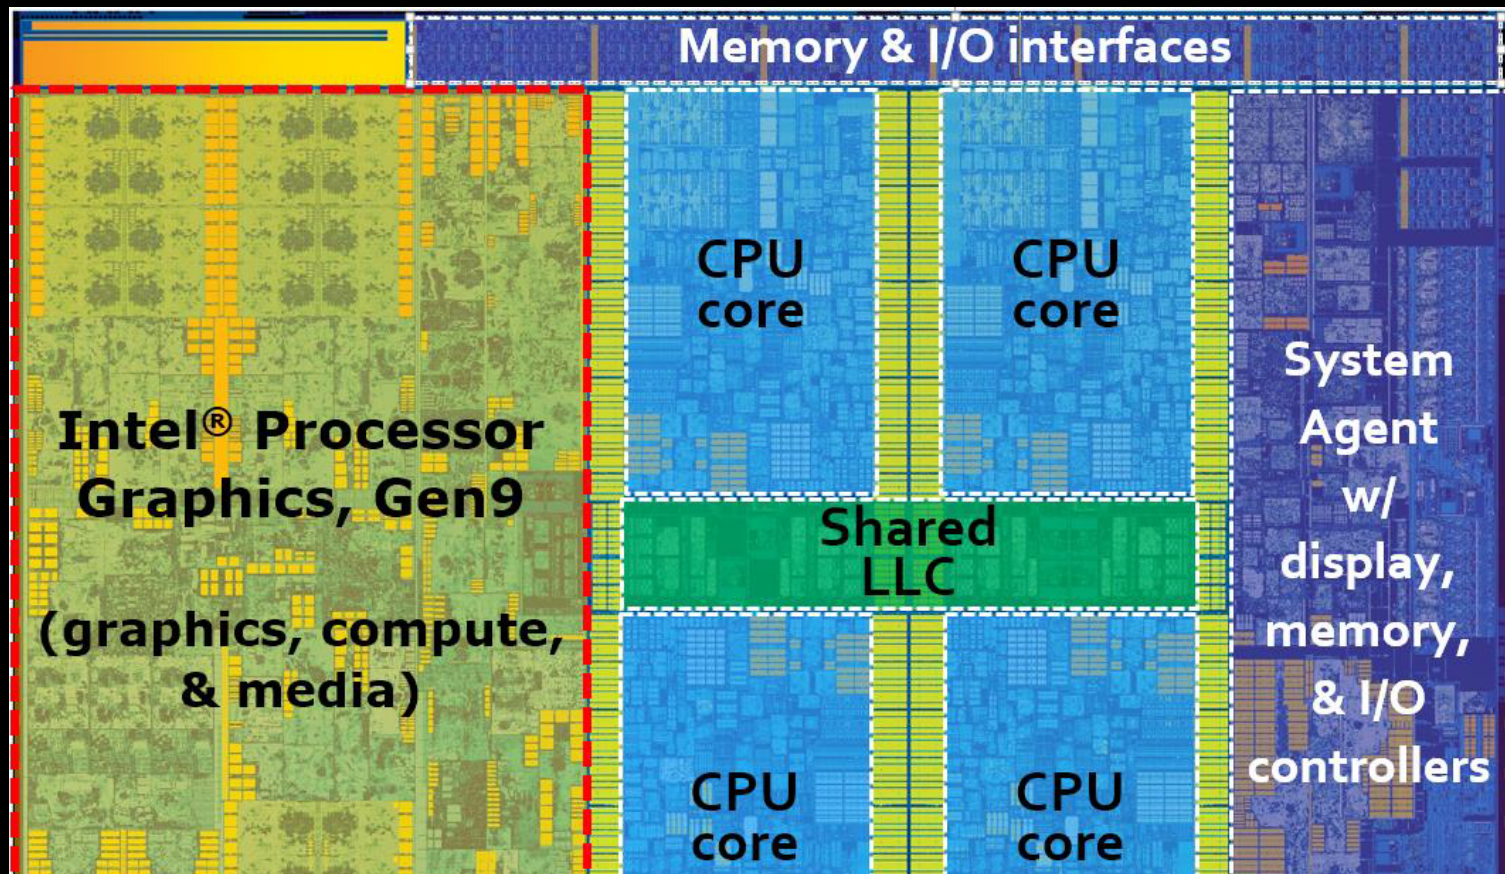 Memory & I/O interfaces
Intel® Processor
Graphics, Gen9
(graphics, compute,
& media)
CPU
core
CPU
core
Shared
LLC
CPU
core
CPU
core
System
Agent
w/
display,
memory,
& I/O
controllers